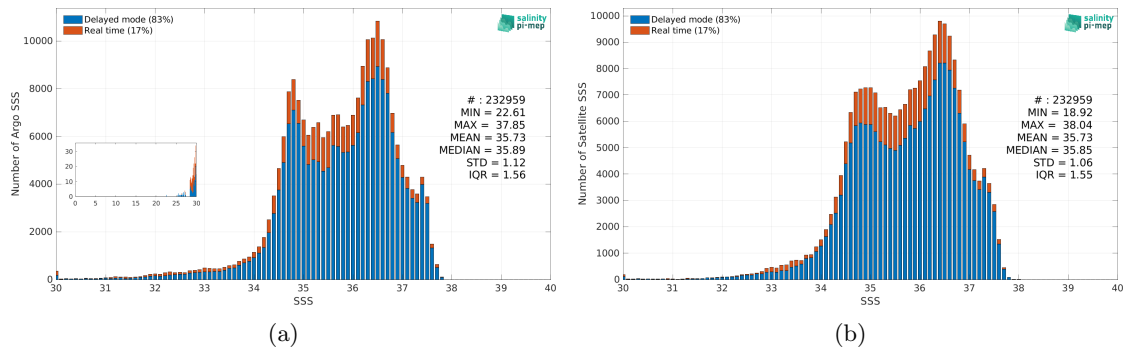 Delayed mode (83%)
Real time (17%)
salinity
pi-mep
Number of Argo SSS
10000
8000
6000
4000
2000
0
# : 232959
MIN = 22.61
MAX = 37.85
MEAN = 35.73
MEDIAN = 35.89
STD = 1.12
IQR = 1.56
30
20
10
0
0 5 10 15 20 25 30
30 31 32 33 34 35 36 37 38 39 40
SSS
(a)
Delayed mode (83%)
Real time (17%)
salinity
pi-mep
Number of Satellite SSS
10000
9000
8000
7000
6000
5000
4000
3000
2000
1000
0
# : 232959
MIN = 18.92
MAX = 38.04
MEAN = 35.73
MEDIAN = 35.85
STD = 1.06
IQR = 1.55
30 31 32 33 34 35 36 37 38 39 40
SSS
(b)